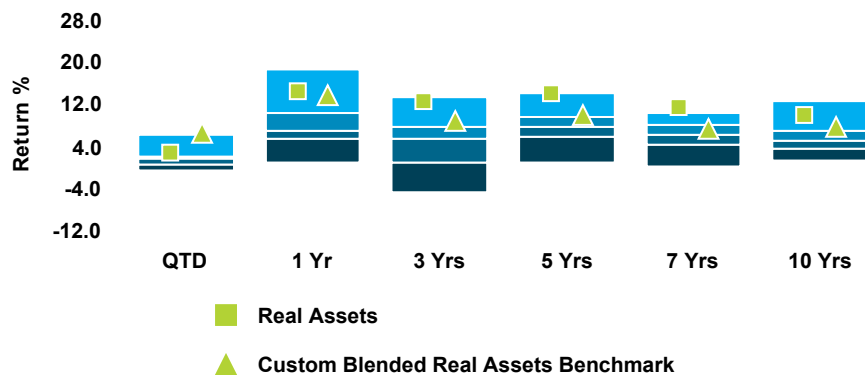 28.0
20.0
12.0
4.0
-4.0
-12.0
Return %
QTD 1 Yr 3 Yrs 5 Yrs 7 Yrs 10 Yrs
Real Assets
Custom Blended Real Assets Benchmark